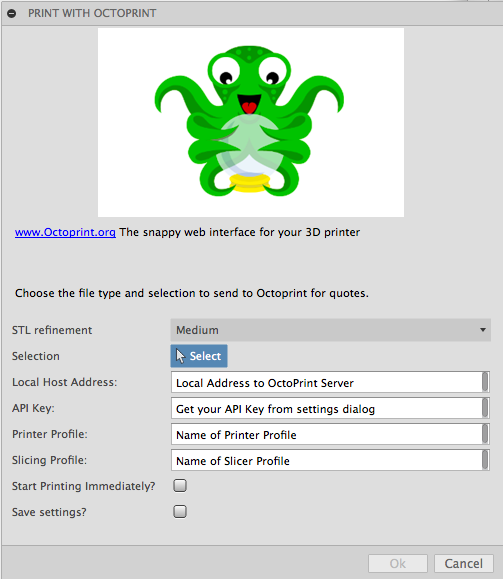 PRINT WITH OCTOPRINT
www.Octoprint.org The snappy web interface for your 3D printer
Choose the file type and selection to send to Octoprint for quotes.
STL refinement Medium
Selection Select
Local Host Address: Local Address to OctoPrint Server
API Key: Get your API Key from settings dialog
Printer Profile: Name of Printer Profile
Slicing Profile: Name of Slicer Profile
Start Printing Immediately?
Save settings?
Ok Cancel